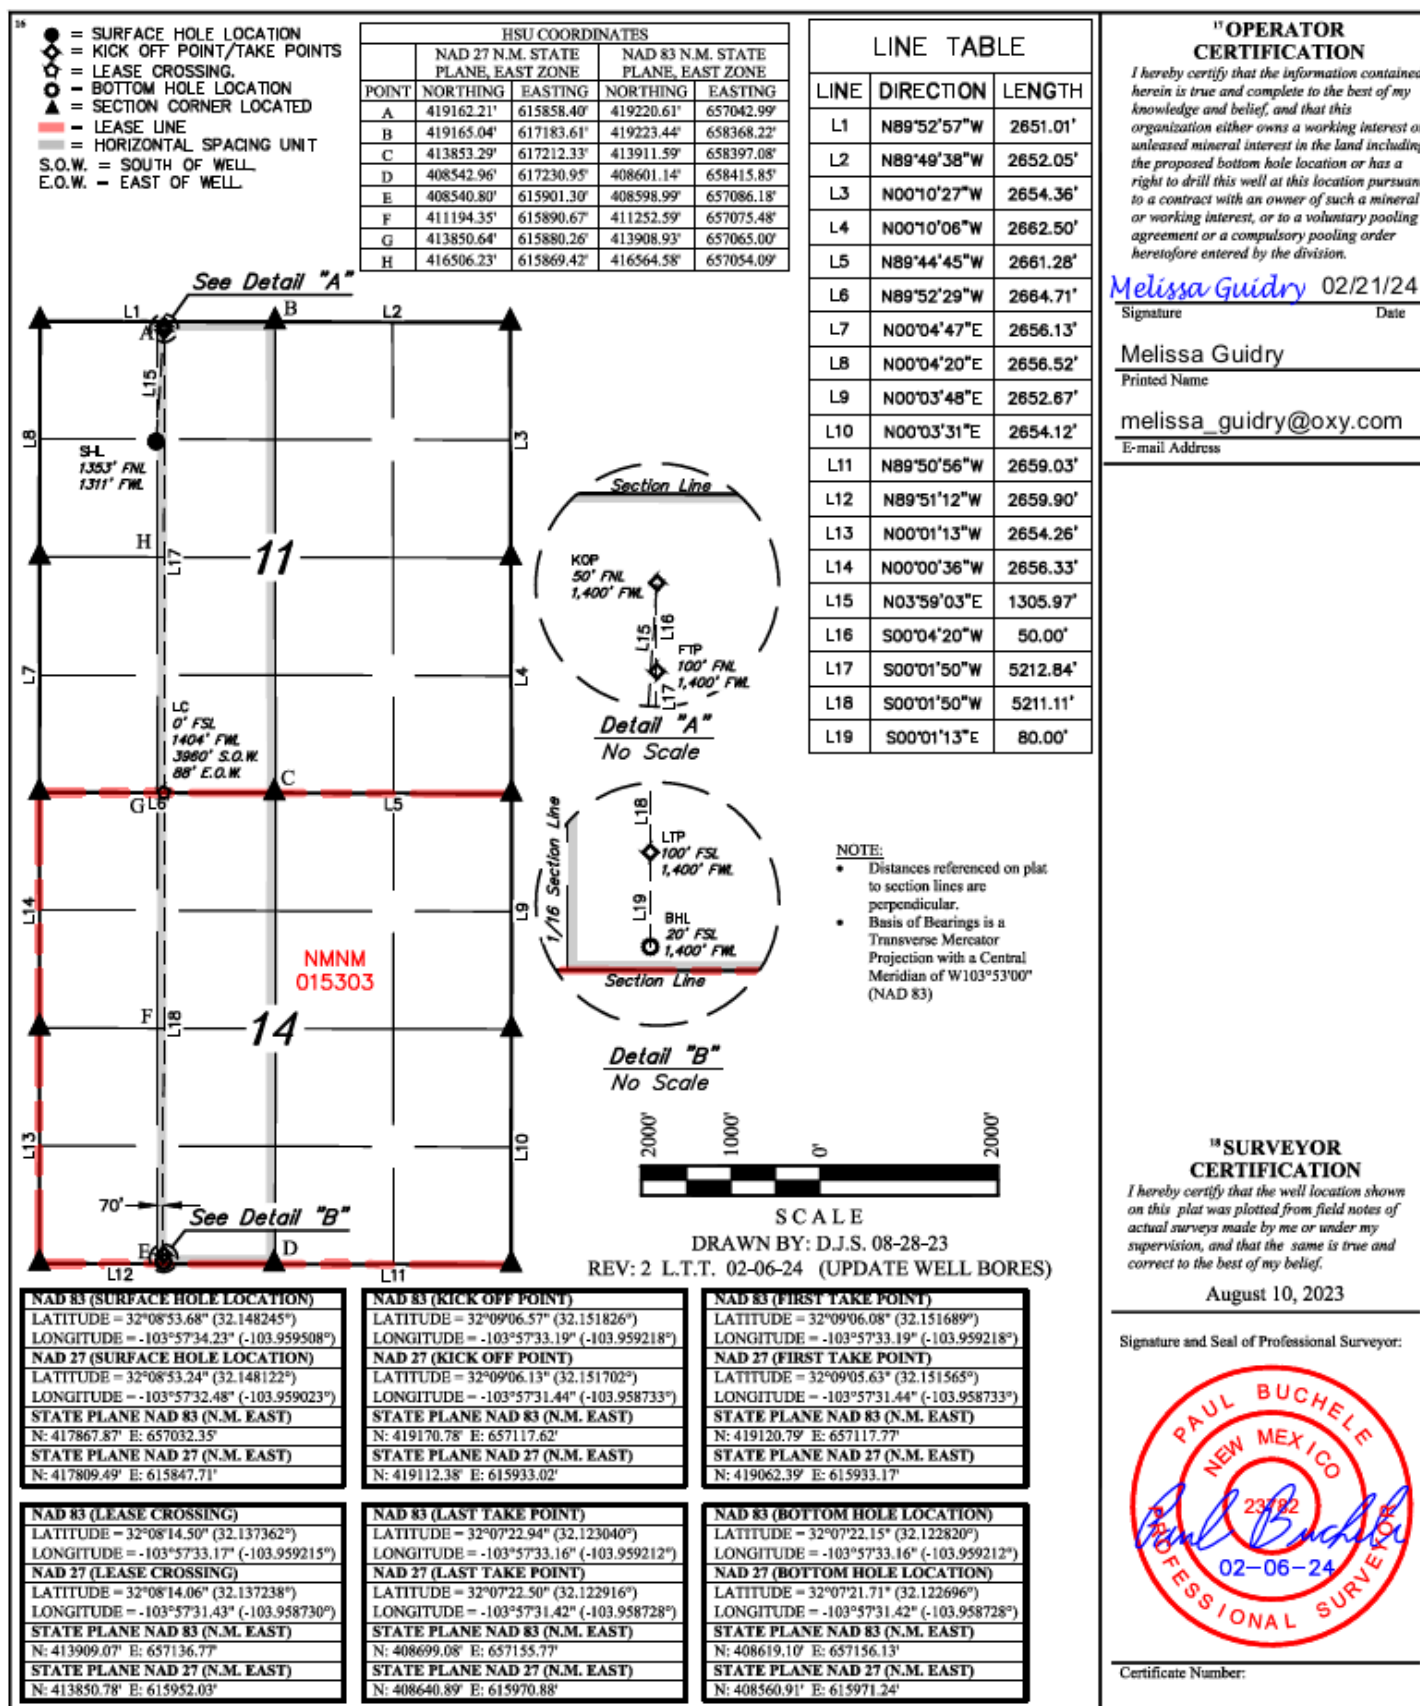 16
= SURFACE HOLE LOCATION
= KICK OFF POINT/TAKE POINTS
= LEASE CROSSING.
= BOTTOM HOLE LOCATION
= SECTION CORNER LOCATED
= LEASE LINE
= HORIZONTAL SPACING UNIT
S.O.W. = SOUTH OF WELL
E.O.W. = EAST OF WELL
HSU COORDINATES
NAD 27 N.M. STATE PLANE, EAST ZONE NAD 83 N.M. STATE PLANE, EAST ZONE
POINT NORTHING EASTING NORTHING EASTING
A 419162.21' 615858.40' 419220.61' 657042.99'
B 419165.04' 617183.61' 419223.44' 658368.22'
C 413853.29' 617212.33' 413911.59' 658397.08'
D 408542.96' 617230.95' 408601.14' 658415.85'
E 408540.80' 615901.30' 408598.99' 657086.18'
F 411194.35' 615890.67' 411252.59' 657075.48'
G 413850.64' 615880.26' 413908.93' 657065.00'
H 416506.23' 615869.42' 416564.58' 657054.09'
LINE TABLE
LINE DIRECTION LENGTH
L1 N89°52'57"W 2651.01'
L2 N89°49'38"W 2652.05'
L3 N00°10'27"W 2654.36'
L4 N00°10'06"W 2662.50'
L5 N89°44'45"W 2661.28'
L6 N89°52'29"W 2664.71'
L7 N00°04'47"E 2656.13'
L8 N00°04'20"E 2656.52'
L9 N00°03'48"E 2652.67'
L10 N00°03'31"E 2654.12'
L11 N89°50'56"W 2659.03'
L12 N89°51'12"W 2659.90'
L13 N00°01'13"W 2654.26'
L14 N00°00'36"W 2656.33'
L15 N03°59'03"E 1305.97'
L16 S00°04'20"W 50.00'
L17 S00°01'50"W 5212.84'
L18 S00°01'50"W 5211.11'
L19 S00°01'13"E 80.00'
17 OPERATOR
CERTIFICATION
I hereby certify that the information contained
herein is true and complete to the best of my
knowledge and belief, and that this
organization either owns a working interest or
unleased mineral interest in the land including
the proposed bottom hole location or has a
right to drill this well at this location pursuant
to a contract with an owner of such a mineral
or working interest, or to a voluntary pooling
agreement or a compulsory pooling order
heretofore entered by the division.
Melissa Guidry 02/21/24
Signature Date
Melissa Guidry
Printed Name
melissa_guidry@oxy.com
E-mail Address
See Detail "A"
L1
A
B
L2
L15
L8
L3
SHL
1353' FNL
1311' FWL
H
L17
11
L7
L4
LC
0' FSL
1404' FWL
3960' S.O.W.
88' E.O.W.
G
L6
C
L5
L14
L9
NMNM
015303
F
L18
14
L13
L10
70'
See Detail "B"
E
L12
D
L11
Section Line
KOP
50' FNL
1,400' FWL
L15
L16
FTP
100' FNL
1,400' FWL
L17
Detail "A"
No Scale
1/16 Section Line
L18
LTP
100' FSL
1,400' FWL
L19
BHL
20' FSL
1,400' FWL
Section Line
Detail "B"
No Scale
NOTE:
• Distances referenced on plat
to section lines are
perpendicular.
• Basis of Bearings is a
Transverse Mercator
Projection with a Central
Meridian of W103°53'00"
(NAD 83)
2000' 1000' 0' 2000'
SCALE
DRAWN BY: D.J.S. 08-28-23
REV: 2 L.T.T. 02-06-24 (UPDATE WELL BORES)
18 SURVEYOR
CERTIFICATION
I hereby certify that the well location shown
on this plat was plotted from field notes of
actual surveys made by me or under my
supervision, and that the same is true and
correct to the best of my belief.
August 10, 2023
Signature and Seal of Professional Surveyor:
PAUL BUCHELE
NEW MEXICO
23782
Paul Buchele
02-06-24
PROFESSIONAL SURVEYOR
Certificate Number:
NAD 83 (SURFACE HOLE LOCATION)
LATITUDE = 32°08'53.68" (32.148245°)
LONGITUDE = -103°57'34.23" (-103.959508°)
NAD 27 (SURFACE HOLE LOCATION)
LATITUDE = 32°08'53.24" (32.148122°)
LONGITUDE = -103°57'32.48" (-103.959023°)
STATE PLANE NAD 83 (N.M. EAST)
N: 417867.87' E: 657032.35'
STATE PLANE NAD 27 (N.M. EAST)
N: 417809.49' E: 615847.71'
NAD 83 (KICK OFF POINT)
LATITUDE = 32°09'06.57" (32.151826°)
LONGITUDE = -103°57'33.19" (-103.959218°)
NAD 27 (KICK OFF POINT)
LATITUDE = 32°09'06.13" (32.151702°)
LONGITUDE = -103°57'31.44" (-103.958733°)
STATE PLANE NAD 83 (N.M. EAST)
N: 419170.78' E: 657117.62'
STATE PLANE NAD 27 (N.M. EAST)
N: 419112.38' E: 615933.02'
NAD 83 (FIRST TAKE POINT)
LATITUDE = 32°09'06.08" (32.151689°)
LONGITUDE = -103°57'33.19" (-103.959218°)
NAD 27 (FIRST TAKE POINT)
LATITUDE = 32°09'05.63" (32.151565°)
LONGITUDE = -103°57'31.44" (-103.958733°)
STATE PLANE NAD 83 (N.M. EAST)
N: 419120.79' E: 657117.77'
STATE PLANE NAD 27 (N.M. EAST)
N: 419062.39' E: 615933.17'
NAD 83 (LEASE CROSSING)
LATITUDE = 32°08'14.50" (32.137362°)
LONGITUDE = -103°57'33.17" (-103.959215°)
NAD 27 (LEASE CROSSING)
LATITUDE = 32°08'14.06" (32.137238°)
LONGITUDE = -103°57'31.43" (-103.958730°)
STATE PLANE NAD 83 (N.M. EAST)
N: 413909.07' E: 657136.77'
STATE PLANE NAD 27 (N.M. EAST)
N: 413850.78' E: 615952.03'
NAD 83 (LAST TAKE POINT)
LATITUDE = 32°07'22.94" (32.123040°)
LONGITUDE = -103°57'33.16" (-103.959212°)
NAD 27 (LAST TAKE POINT)
LATITUDE = 32°07'22.50" (32.122916°)
LONGITUDE = -103°57'31.42" (-103.958728°)
STATE PLANE NAD 83 (N.M. EAST)
N: 408699.08' E: 657155.77'
STATE PLANE NAD 27 (N.M. EAST)
N: 408640.89' E: 615970.88'
NAD 83 (BOTTOM HOLE LOCATION)
LATITUDE = 32°07'22.15" (32.122820°)
LONGITUDE = -103°57'33.16" (-103.959212°)
NAD 27 (BOTTOM HOLE LOCATION)
LATITUDE = 32°07'21.71" (32.122696°)
LONGITUDE = -103°57'31.42" (-103.958728°)
STATE PLANE NAD 83 (N.M. EAST)
N: 408619.10' E: 657156.13'
STATE PLANE NAD 27 (N.M. EAST)
N: 408560.91' E: 615971.24'